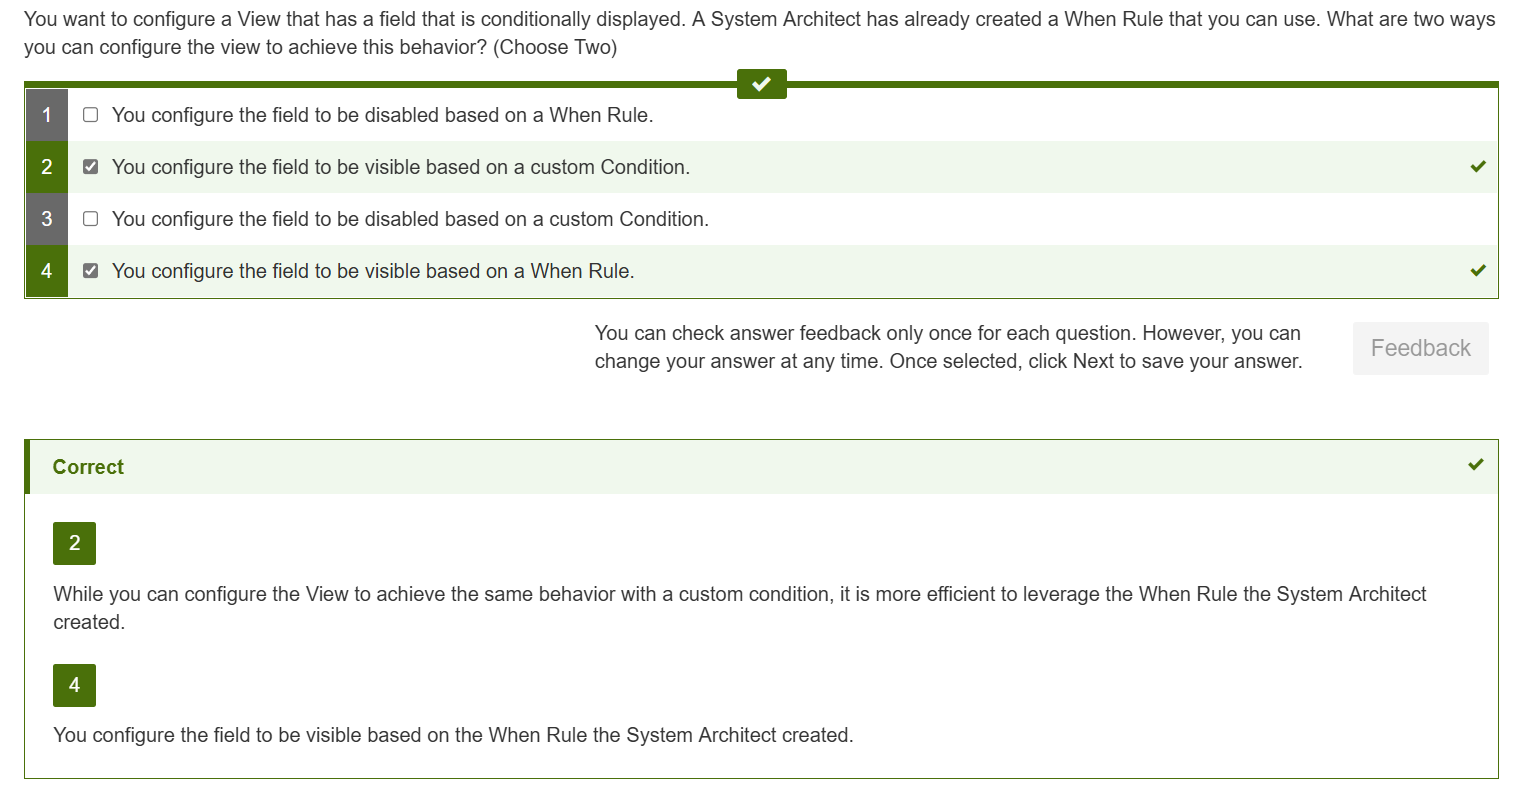 You want to configure a View that has a field that is conditionally displayed. A System Architect has already created a When Rule that you can use. What are two ways
you can configure the view to achieve this behavior? (Choose Two)
1 You configure the field to be disabled based on a When Rule.
2 You configure the field to be visible based on a custom Condition.
3 You configure the field to be disabled based on a custom Condition.
4 You configure the field to be visible based on a When Rule.
You can check answer feedback only once for each question. However, you can
change your answer at any time. Once selected, click Next to save your answer.
Feedback
Correct
2
While you can configure the View to achieve the same behavior with a custom condition, it is more efficient to leverage the When Rule the System Architect
created.
4
You configure the field to be visible based on the When Rule the System Architect created.